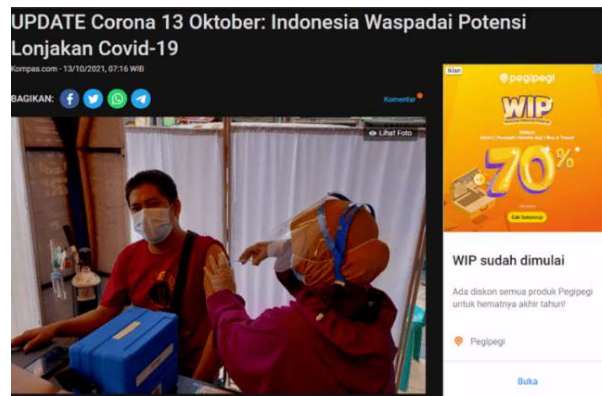 UPDATE Corona 13 Oktober: Indonesia Waspadai Potensi
Lonjakan Covid-19
Kompas.com - 13/10/2021, 07:16 WIB
BAGIKAN:
Komentar
Lihat Foto
Iklan
pegipegi
WIP
70%
Cek Sekarang!
WIP sudah dimulai
Ada diskon semua produk Pegipegi
untuk hematnya akhir tahun!
Pegipegi
Buka